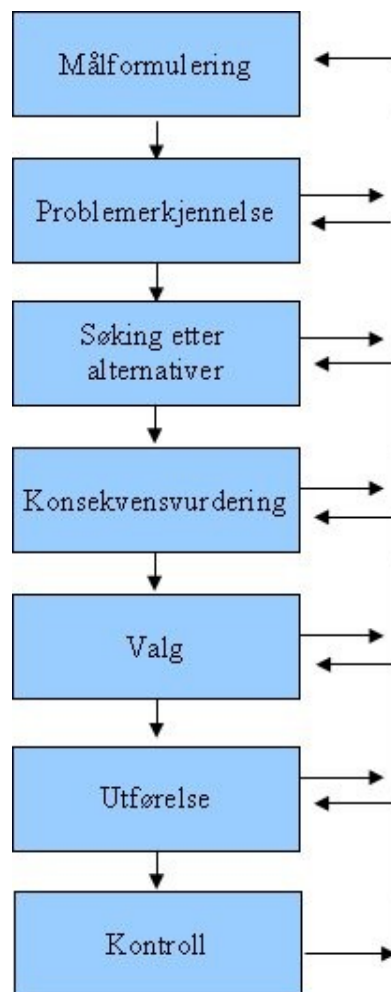 Målformulering
Problemerkjennelse
Søking etter
alternativer
Konsekvensvurdering
Valg
Utførelse
Kontroll